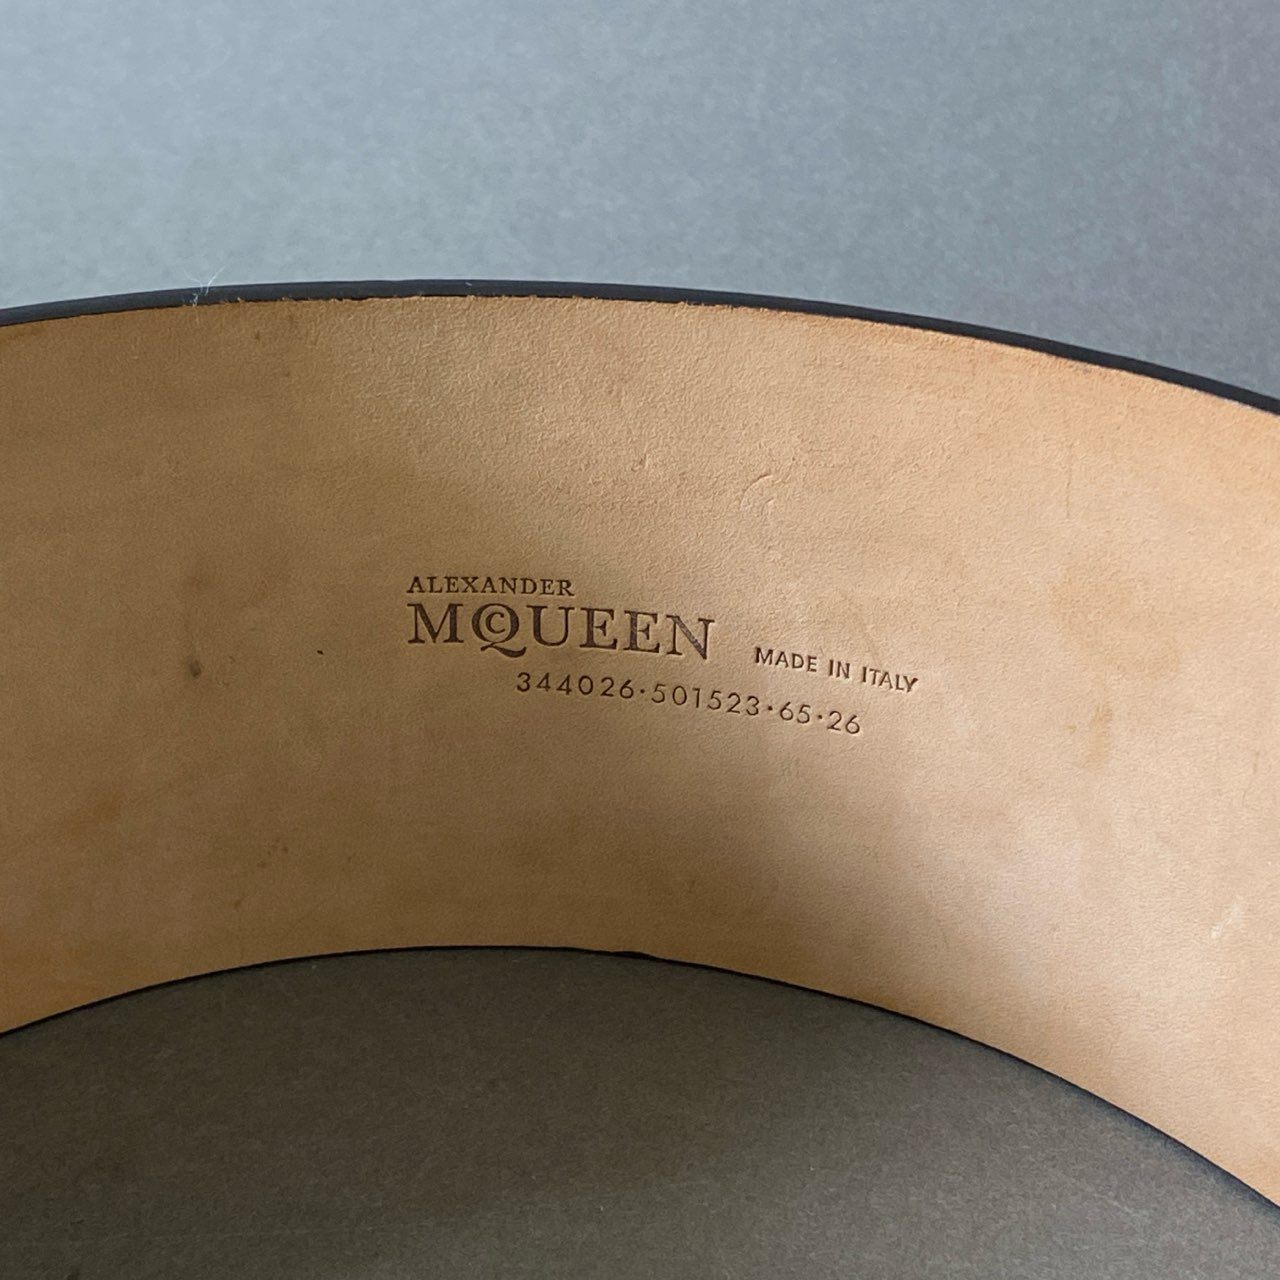 ALEXANDER
McQUEEN
MADE IN ITALY
344026·501523·65·26